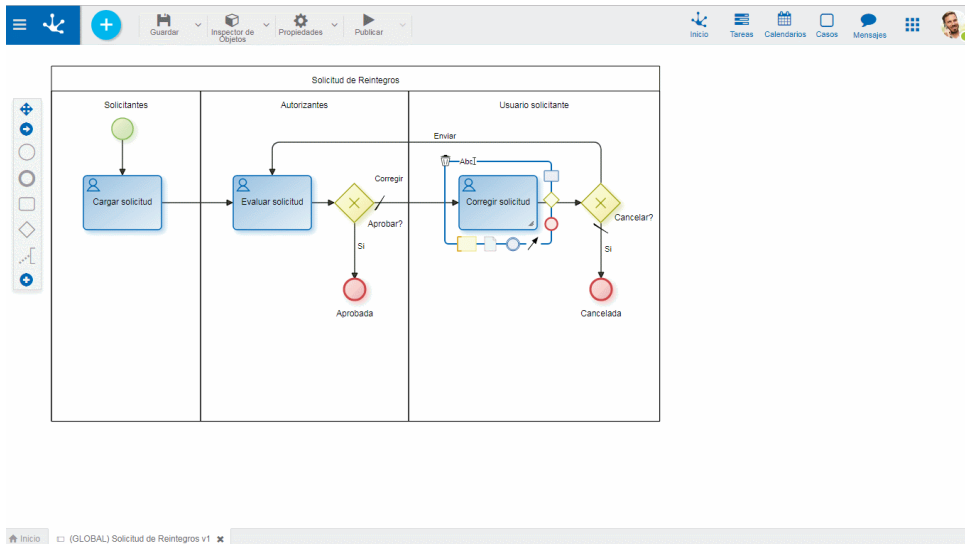 Guardar
Inspector de
Objetos
Propiedades
Publicar
Inicio
Tareas
Calendarios
Casos
Mensajes
Solicitud de Reintegros
Solicitantes
Autorizantes
Usuario solicitante
Enviar
Abc
Corregir
Cargar solicitud
Evaluar solicitud
Corregir solicitud
Aprobar?
Cancelar?
Si
Si
Aprobada
Cancelada
Inicio
(GLOBAL) Solicitud de Reintegros v1